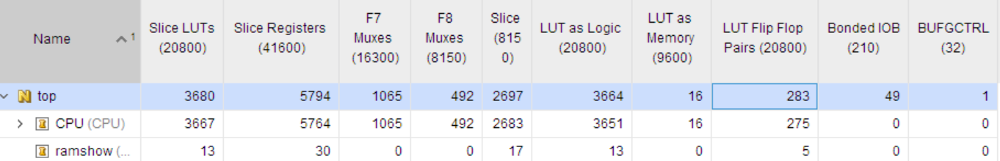 Name 1 Slice LUTs (20800) Slice Registers (41600) F7 Muxes (16300) F8 Muxes (8150) Slice (8150) LUT as Logic (20800) LUT as Memory (9600) LUT Flip Flop Pairs (20800) Bonded IOB (210) BUFGCTRL (32)
N top 3680 5794 1065 492 2697 3664 16 283 49 1
CPU (CPU) 3667 5764 1065 492 2683 3651 16 275 0 0
ramshow (... 13 30 0 0 17 13 0 5 0 0